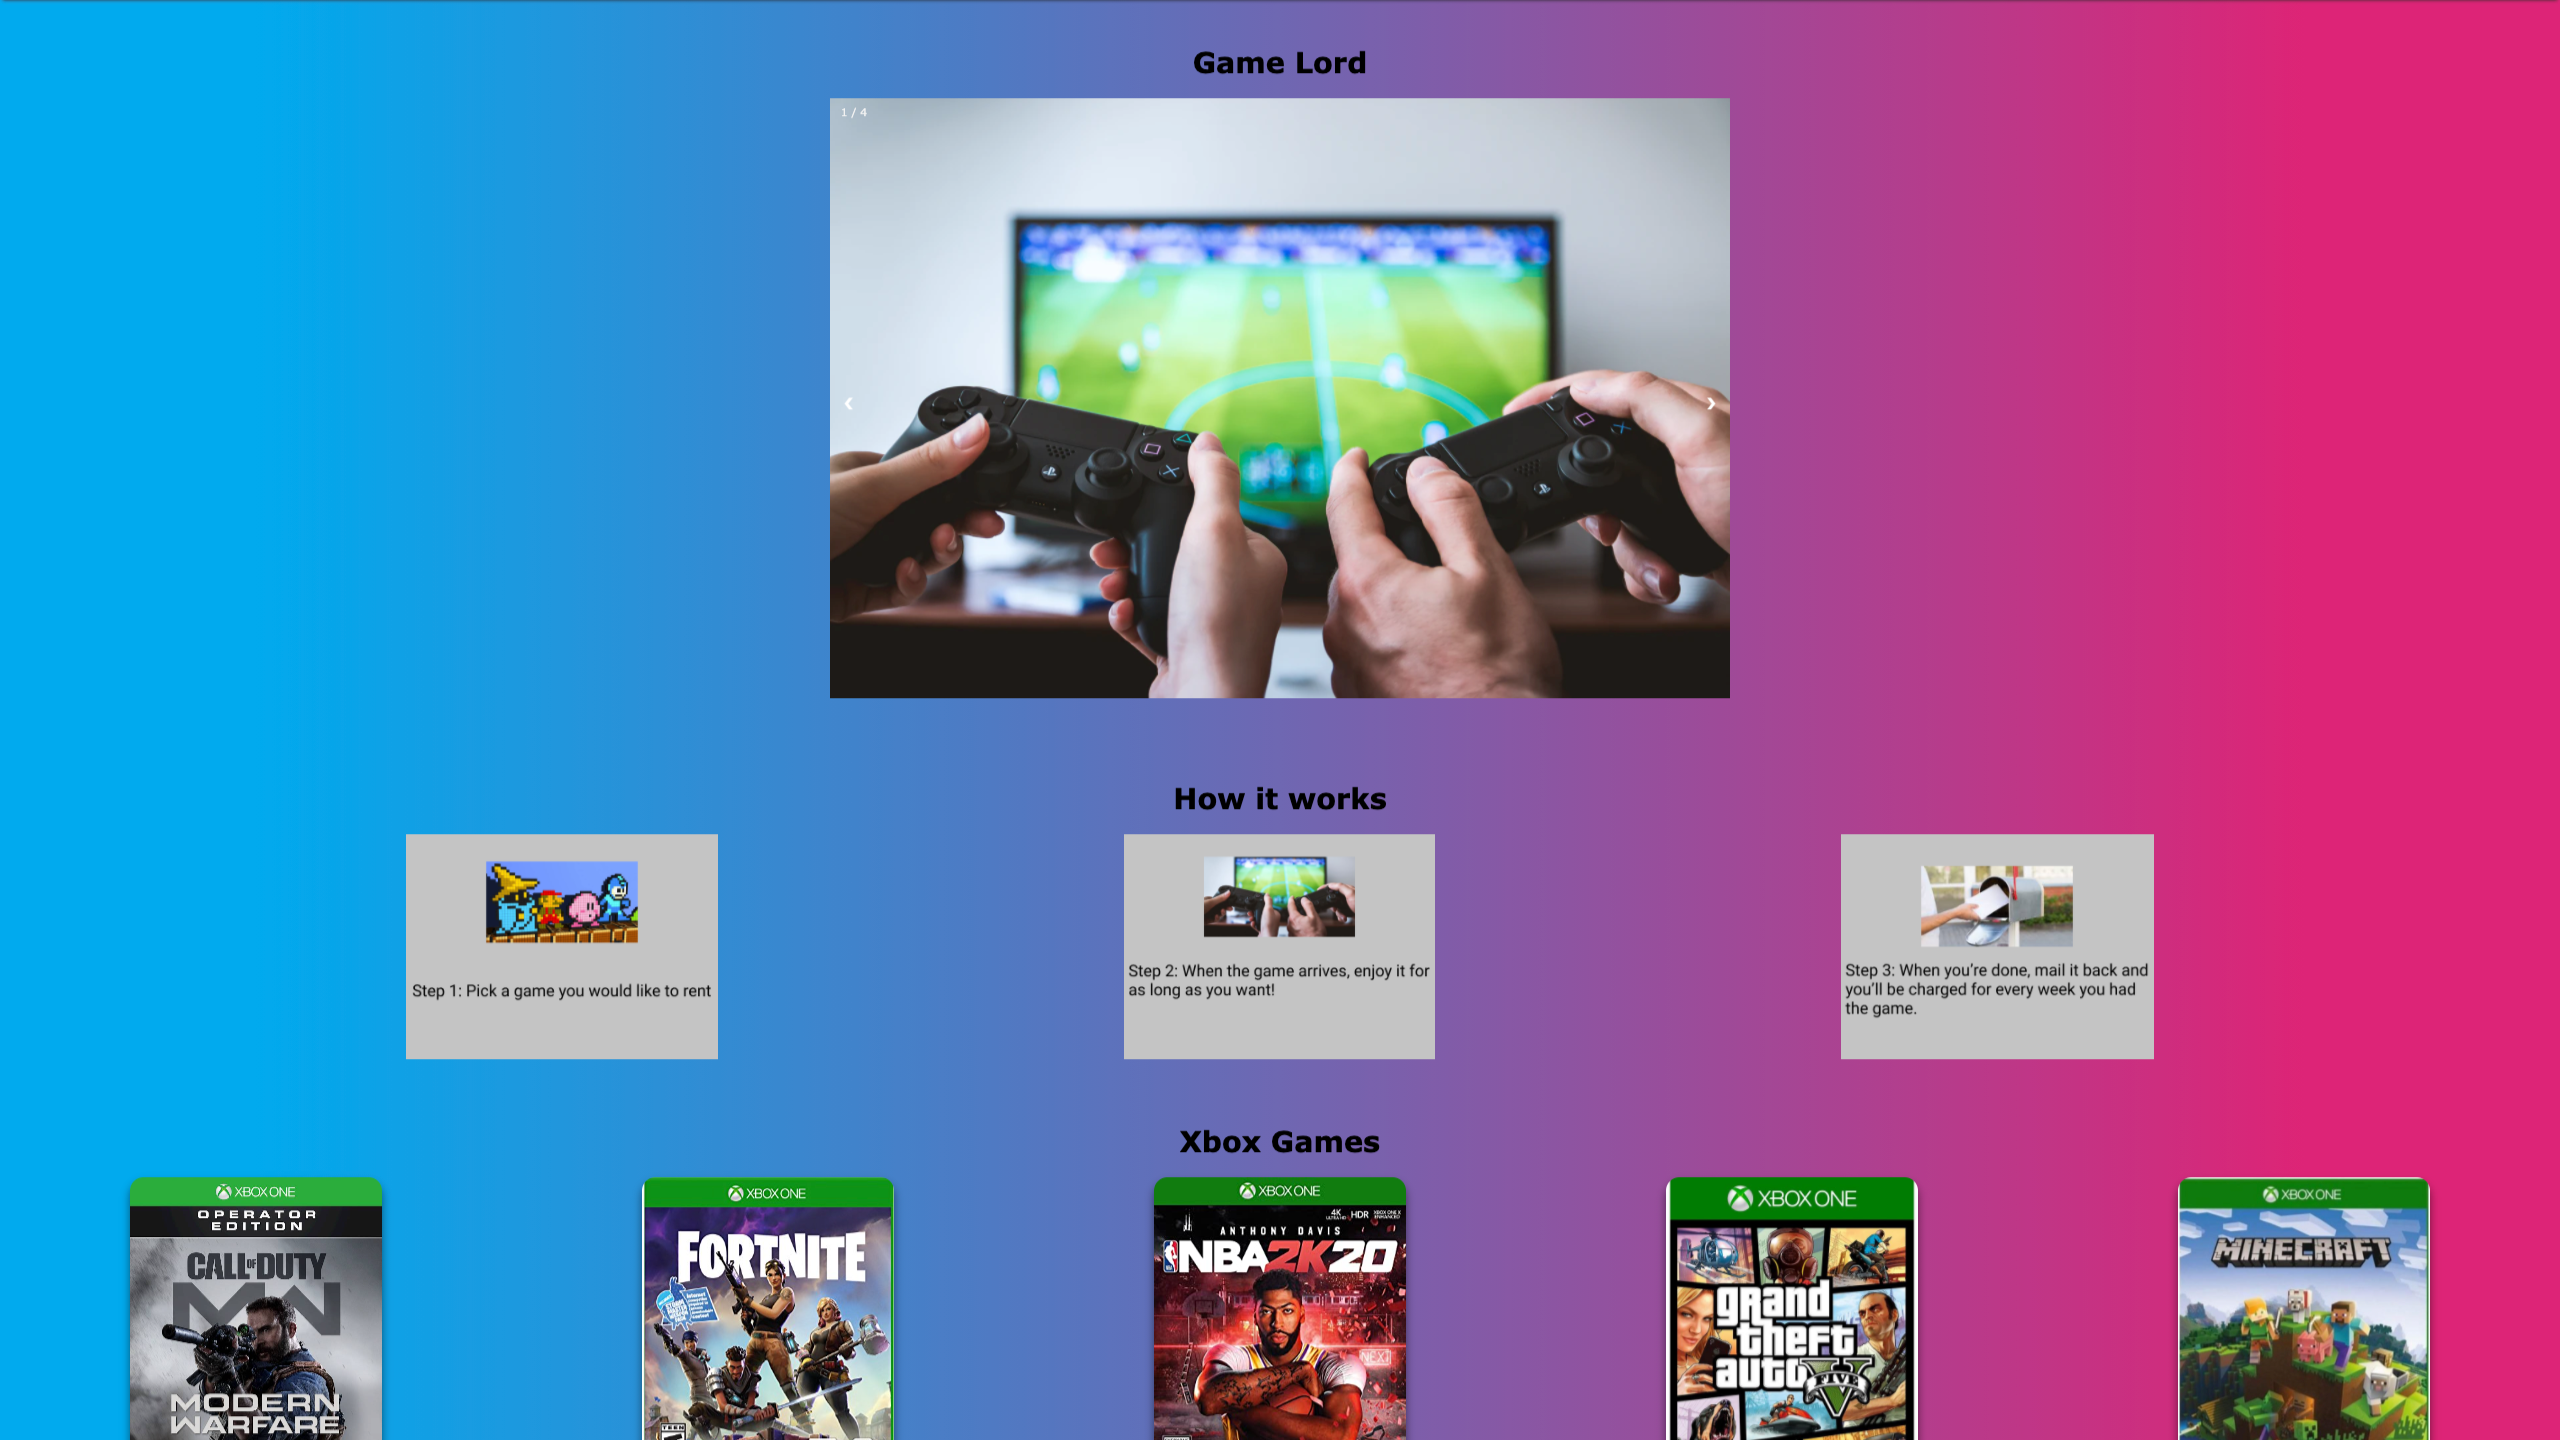 Game Lord
1 / 4
How it works
Step 1: Pick a game you would like to rent
Step 2: When the game arrives, enjoy it for
as long as you want!
Step 3: When you’re done, mail it back and
you’ll be charged for every week you had
the game.
Xbox Games
XBOX ONE
OPERATOR
EDITION
CALL OF DUTY
MW
MODERN
WARFARE
XBOX ONE
FORTNITE
TEEN
XBOX ONE
4K HDR
ANTHONY DAVIS
NBA 2K20
NEXT
XBOX ONE
grand
theft
auto
V
FIVE
XBOX ONE
MINECRAFT